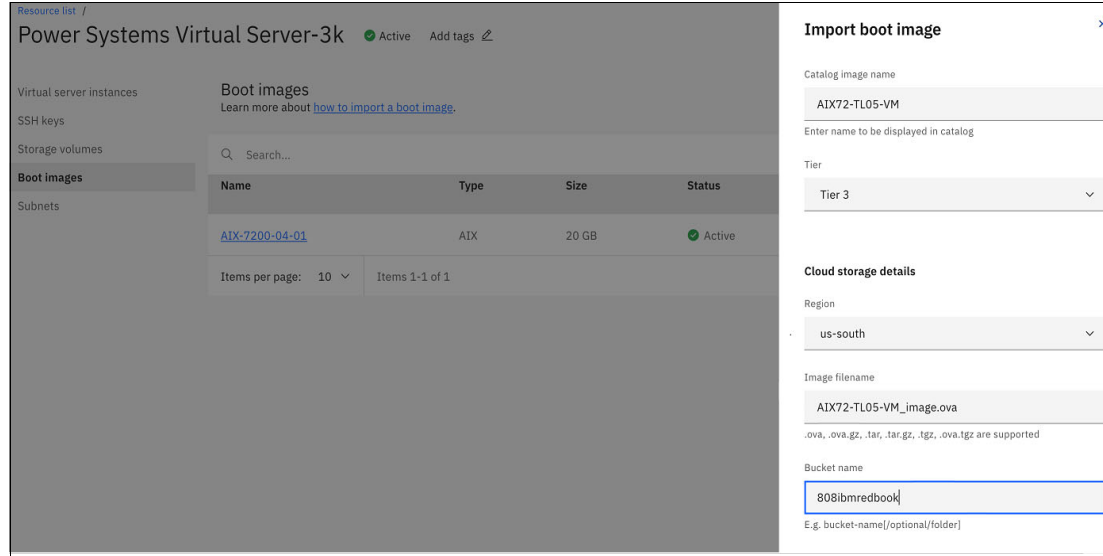 Resource list /
Power Systems Virtual Server-3k Active Add tags
Virtual server instances
SSH keys
Storage volumes
Boot images
Subnets
Boot images
Learn more about how to import a boot image.
Search...
Name Type Size Status
AIX-7200-04-01 AIX 20 GB Active
Items per page: 10 Items 1-1 of 1
Import boot image
Catalog image name
AIX72-TL05-VM
Enter name to be displayed in catalog
Tier
Tier 3
Cloud storage details
Region
us-south
Image filename
AIX72-TL05-VM_image.ova
.ova, .ova.gz, .tar, .tar.gz, .tgz, .ova.tgz are supported
Bucket name
808ibmredbook
E.g. bucket-name[/optional/folder]